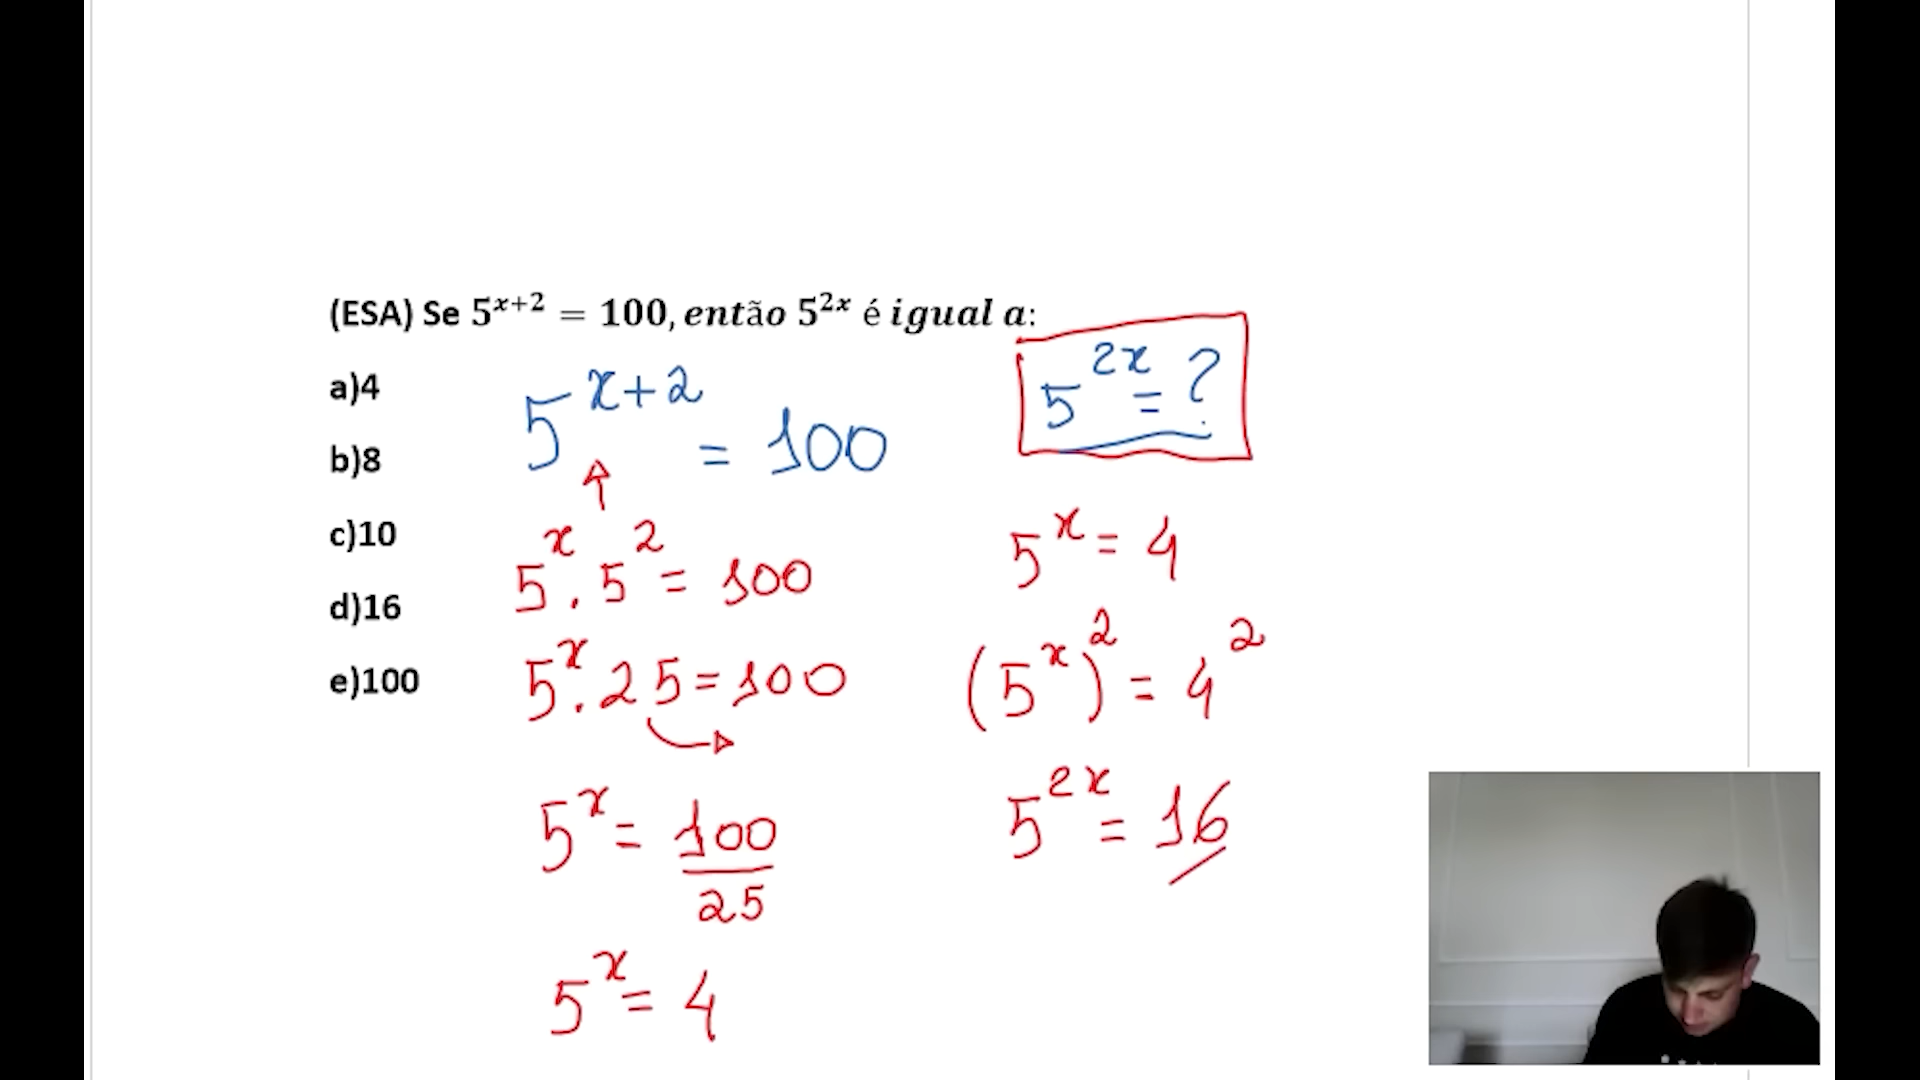 (ESA) Se 5^{x+2} = 100, então 5^{2x} é igual a:
a)4
b)8
c)10
d)16
e)100
5^{x+2} = 100
5^x . 5^2 = 100
5^x . 25 = 100
5^x = 100/25
5^x = 4
5^{2x} = ?
5^x = 4
(5^x)^2 = 4^2
5^{2x} = 16